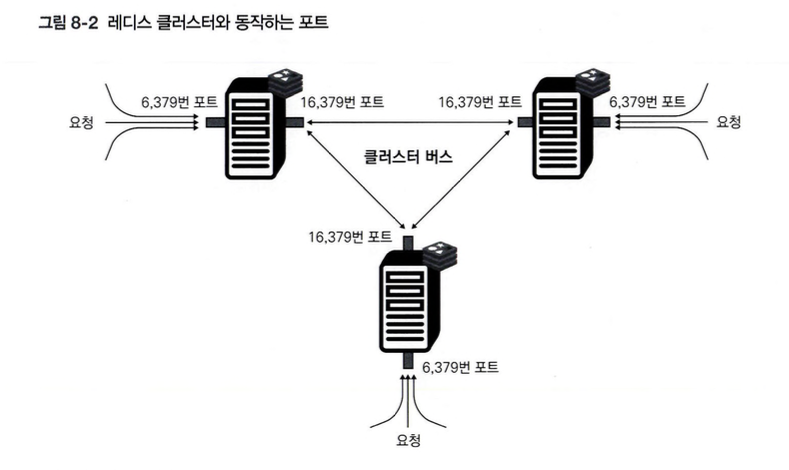 그림 8-2 레디스 클러스터와 동작하는 포트
6,379번 포트
16,379번 포트
16,379번 포트
6,379번 포트
요청
요청
클러스터 버스
16,379번 포트
6,379번 포트
요청